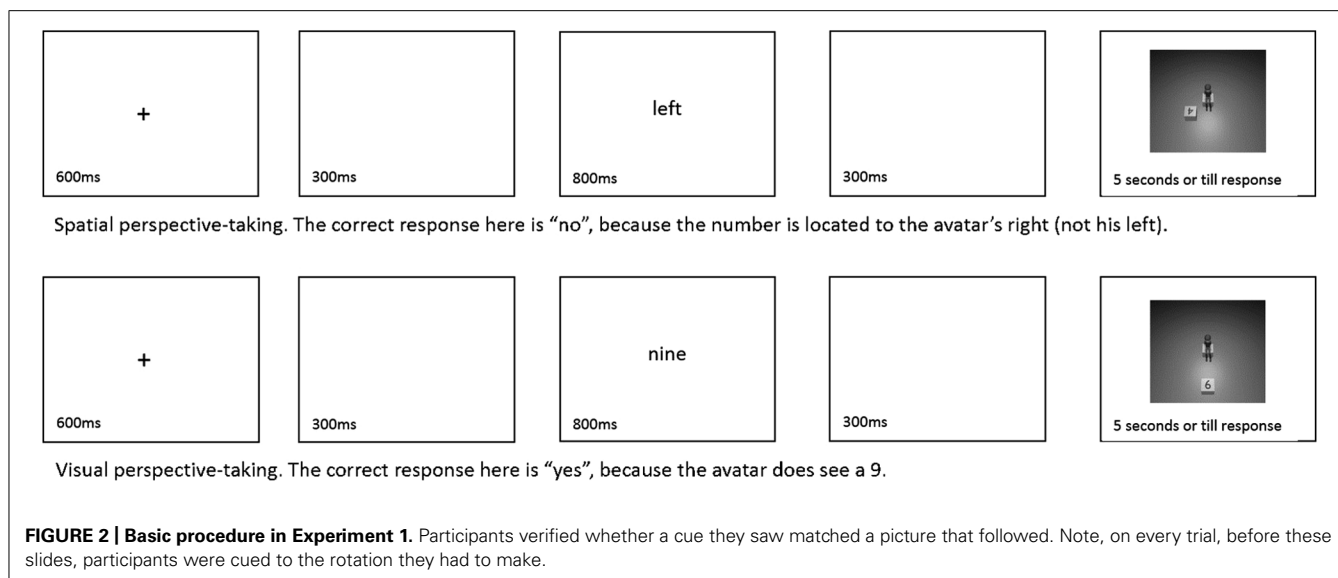 +
left
600ms
300ms
800ms
300ms
4
5 seconds or till response
Spatial perspective-taking. The correct response here is “no”, because the number is located to the avatar’s right (not his left).
+
nine
600ms
300ms
800ms
300ms
6
5 seconds or till response
Visual perspective-taking. The correct response here is “yes”, because the avatar does see a 9.
FIGURE 2 | Basic procedure in Experiment 1. Participants verified whether a cue they saw matched a picture that followed. Note, on every trial, before these
slides, participants were cued to the rotation they had to make.